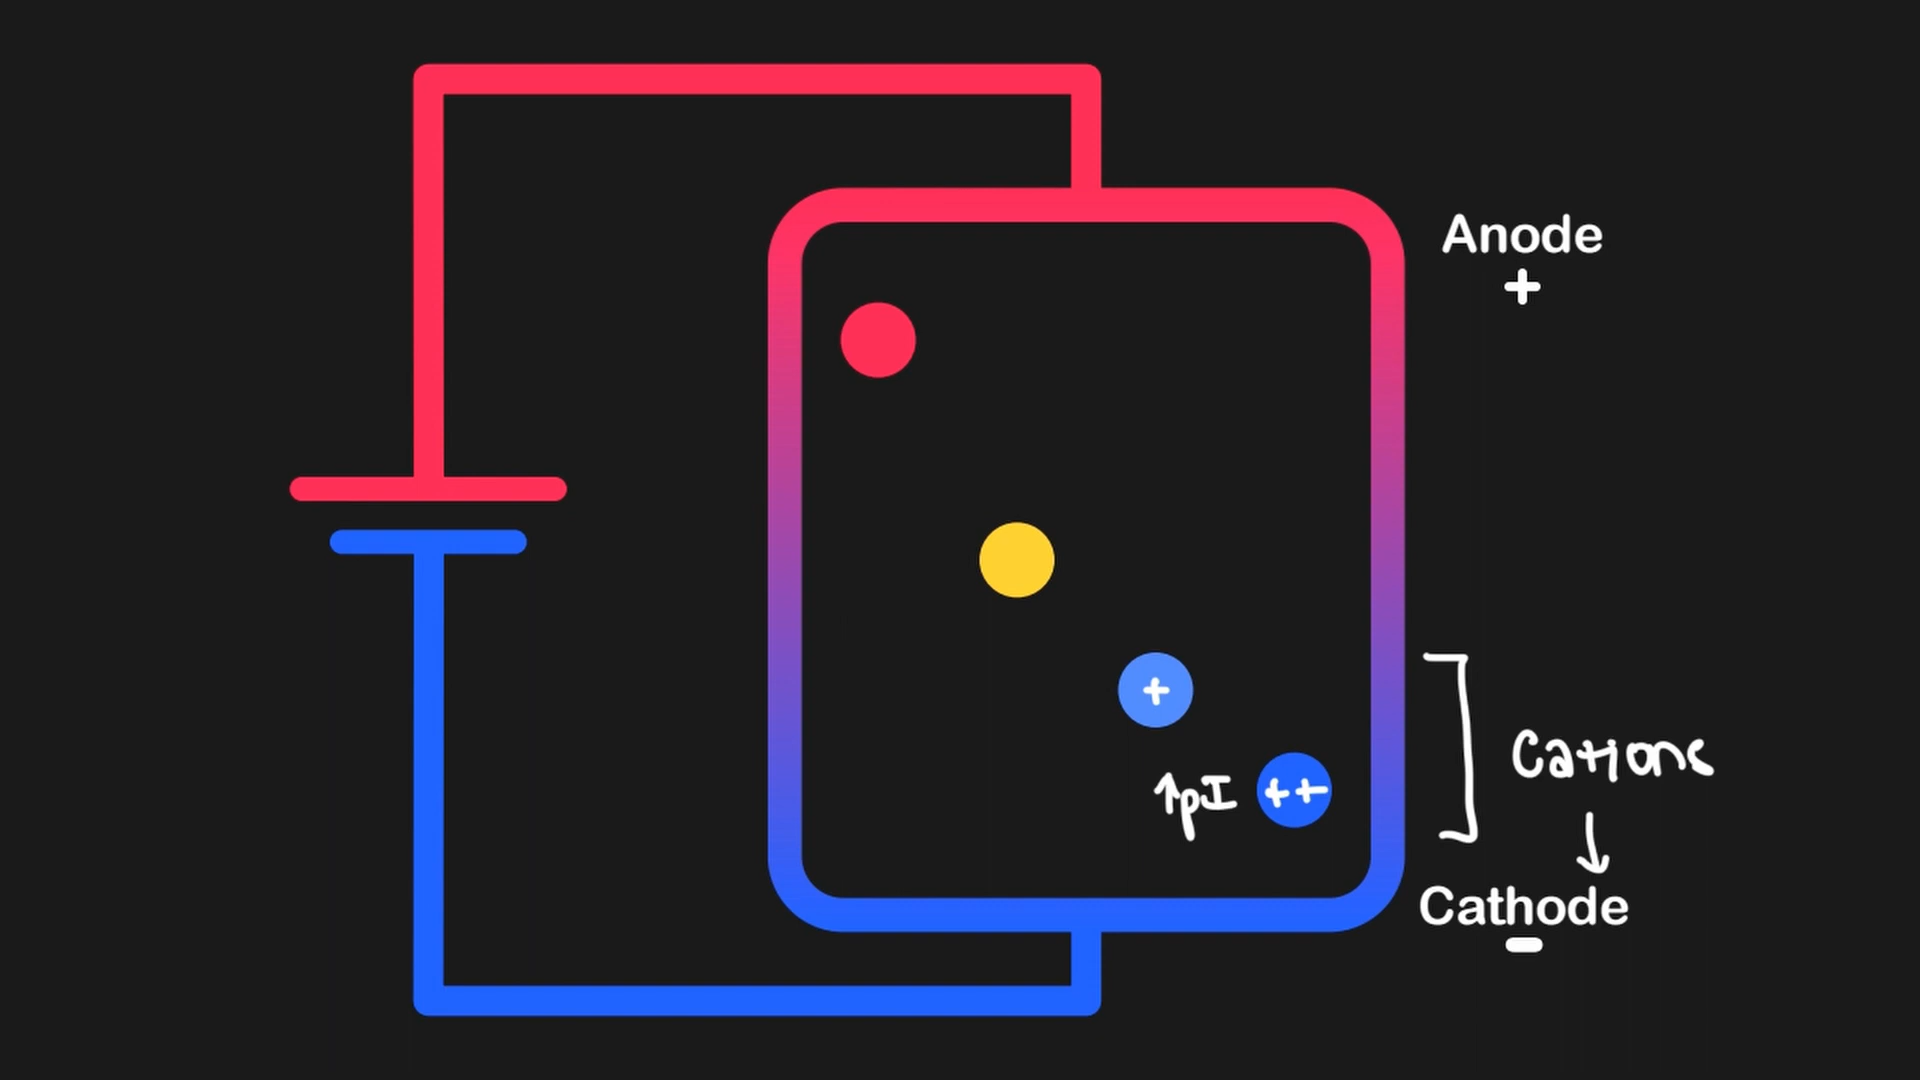 Anode
+
+
↑pI ++
Cations
↓
Cathode
-